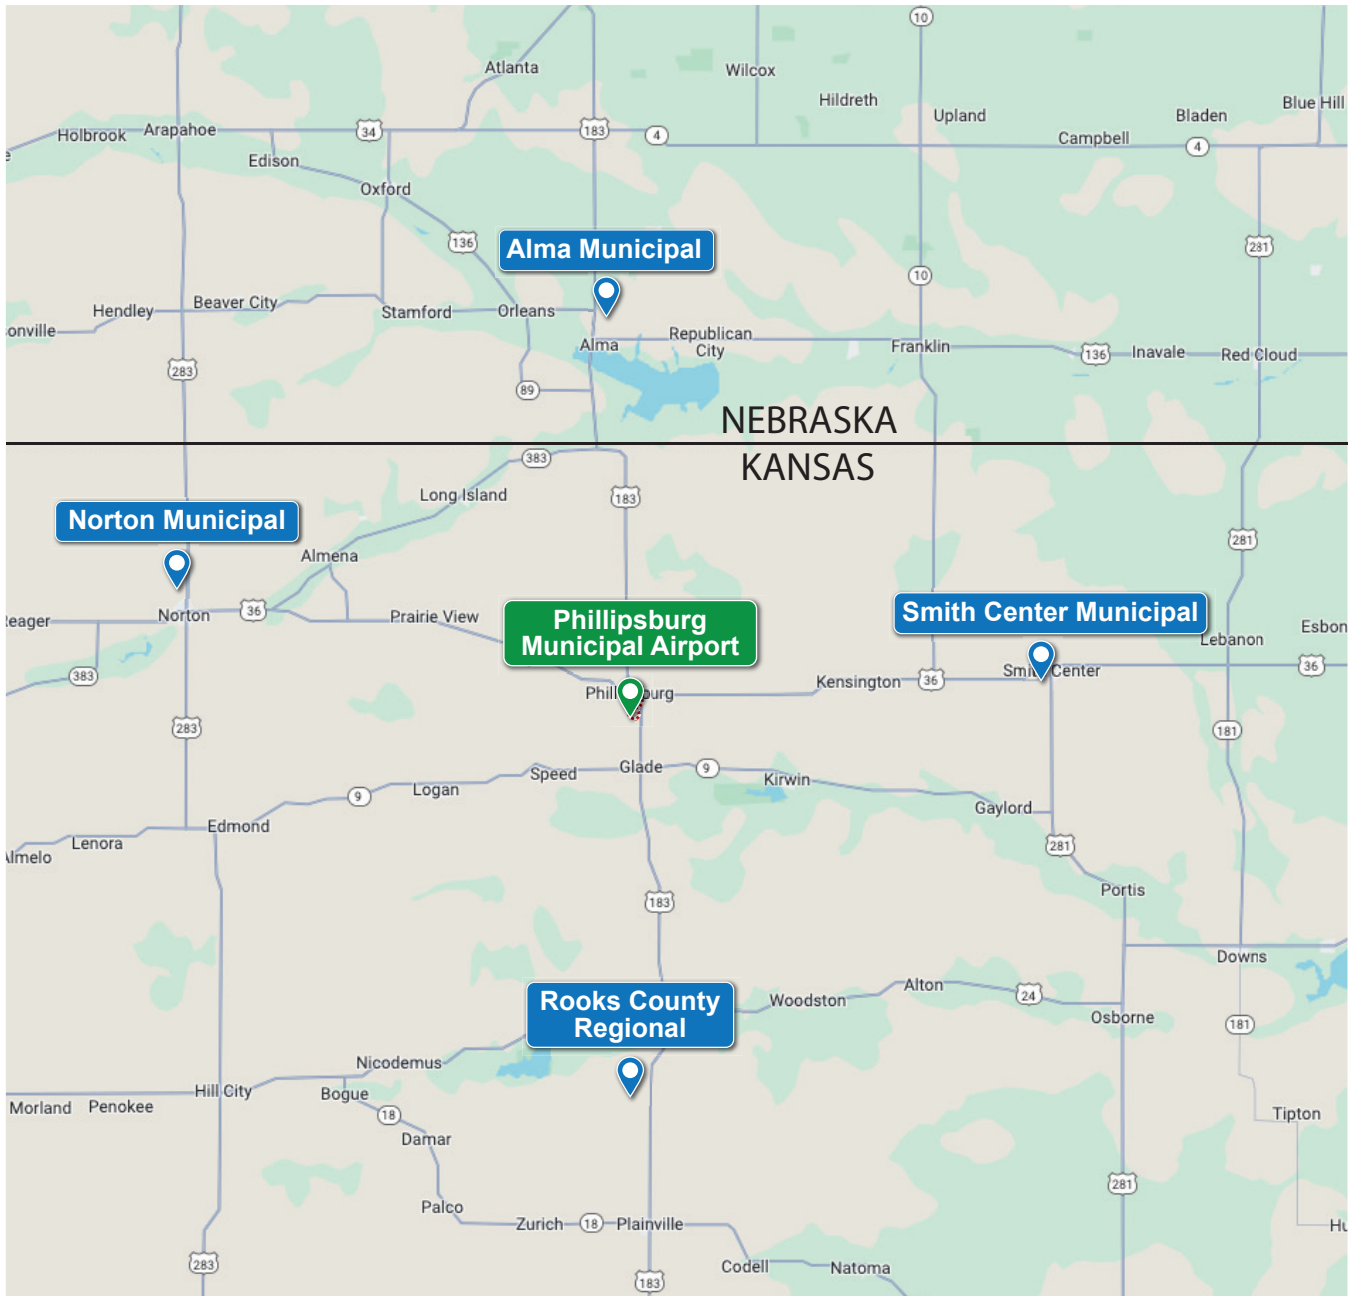 10
Atlanta
Wilcox
Hildreth
Upland
Bladen
Blue Hill
Holbrook
Arapahoe
34
183
4
Campbell
4
Edison
Oxford
136
Alma Municipal
281
10
Hendley
Beaver City
Stamford
Orleans
onville
Alma
Republican
City
Franklin
136
Inavale
Red Cloud
283
89
NEBRASKA
KANSAS
383
Long Island
183
Norton Municipal
281
Almena
Norton
36
Prairie View
Reager
Phillipsburg
Municipal Airport
Smith Center Municipal
Lebanon
Esbon
383
36
Kensington
36
283
181
Glade
9
Speed
Kirwin
Logan
9
Gaylord
Edmond
Lenora
Almelo
281
Portis
183
Downs
Rooks County
Regional
Woodston
Alton
24
Osborne
181
Nicodemus
Hill City
Bogue
Morland
Penokee
18
Damar
Tipton
281
Palco
Zurich
18
Plainville
Hu
283
183
Codell
Natoma